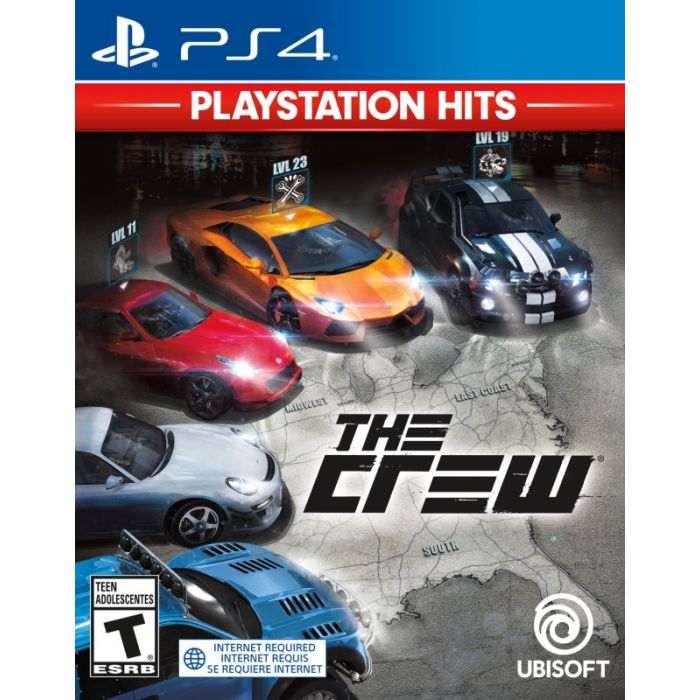 PS4
PLAYSTATION HITS
LVL 19
LVL 23
LVL 11
MIDWEST
EAST COAST
THE
CREW
SOUTH
TEEN
ADOLESCENTES
T
ESRB
INTERNET REQUIRED
INTERNET REQUIS
SE REQUIERE INTERNET
UBISOFT